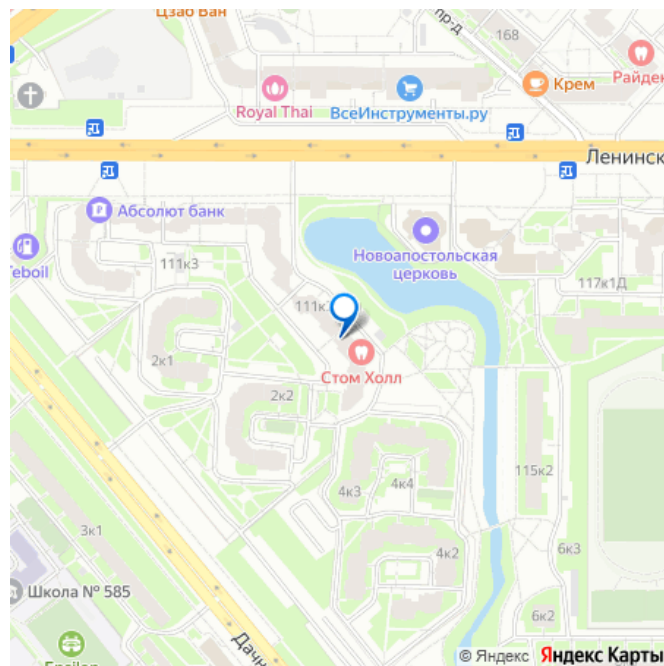 Цзао Ван
пр-д
168
Крем
Райден
Royal Thai
ВсеИнструменты.ру
Ленинск
Абсолют банк
Teboil
Новоапостольская
церковь
111к3
117к1Д
111к
2к1
Стом Холл
2к2
4к3
4к4
115к2
3к1
4к2
6к3
Школа № 585
6к2
Дачн
Epsilon
© Яндекс Яндекс Карты